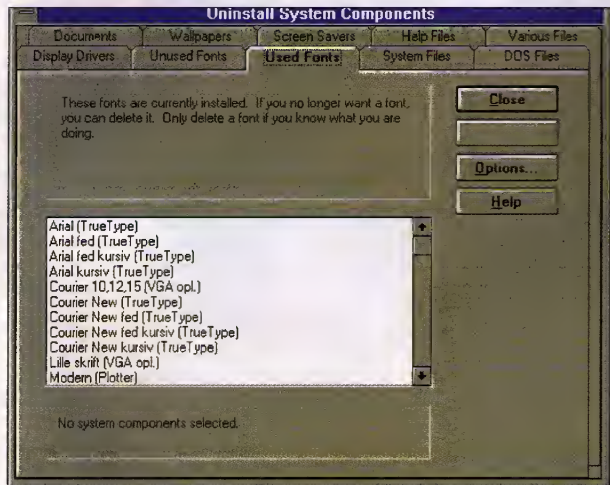 Uninstall System Components
Documents Wallpapers Screen Savers Help Files Various Files
Display Drivers Unused Fonts Used Fonts System Files DOS Files
These fonts are currently installed. If you no longer want a font,
you can delete it. Only delete a font if you know what you are
doing.
Close
Options...
Help
Arial (TrueType)
Arial fed (TrueType)
Arial fed kursiv (TrueType)
Arial kursiv (TrueType)
Courier 10,12,15 (VGA opl.)
Courier New (TrueType)
Courier New fed (TrueType)
Courier New fed kursiv (TrueType)
Courier New kursiv (TrueType)
Lille skrift (VGA opl.)
Modern (Plotter)
No system components selected.